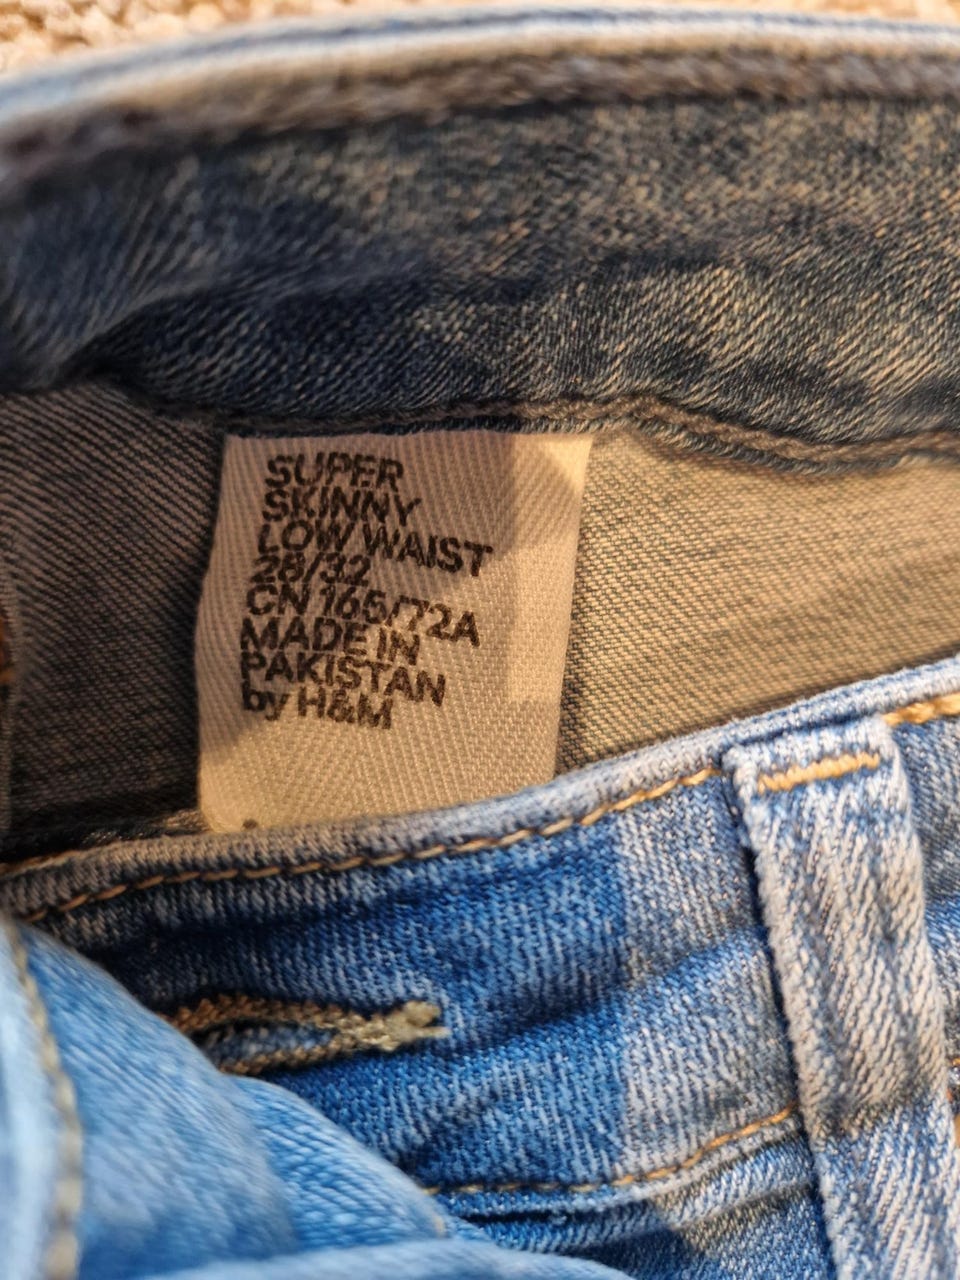 SUPER
SKINNY
LOW WAIST
28/32
CN 165/72A
MADE IN
PAKISTAN
by H&M